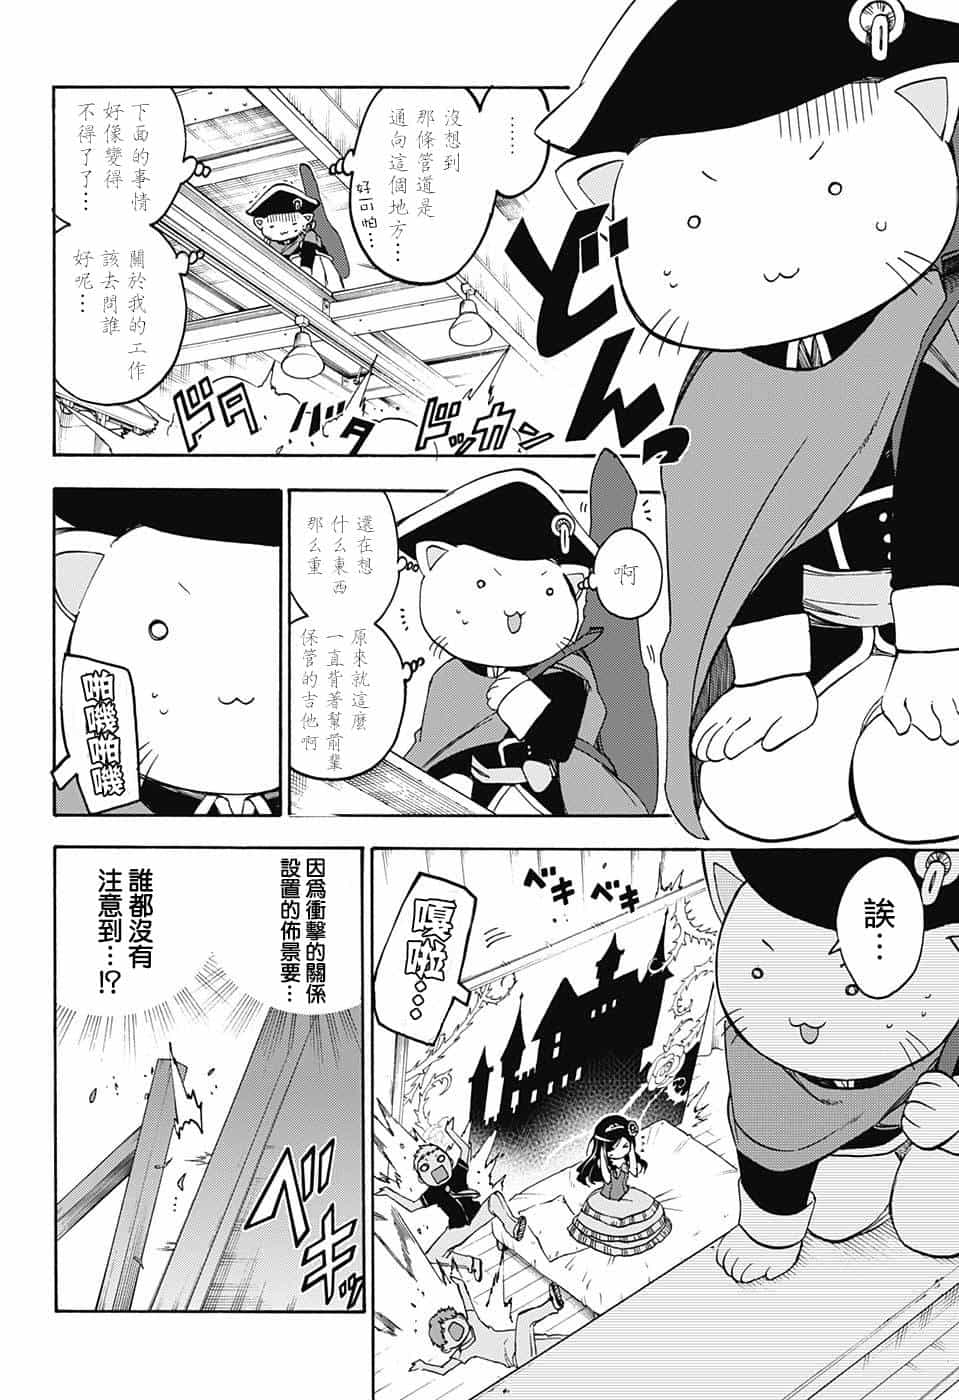 ……
沒想到
那條管道是
通向這個地方…
好可怕…
下面的事情
好像變得
不得了了…
關於我的工作
該去問誰
好呢…
どどーんっ
ドッカン
バタ
ドタ
啊
還在想
什么東西
那么重
原來就這麼
一直背著幫前輩
保管的吉他啊
啪嘰啪嘰
誒…
嘎啦…
ベキ
ベキ
因為衝擊的關係
設置的佈景要…
誰都沒有
注意到…!?
ベキ